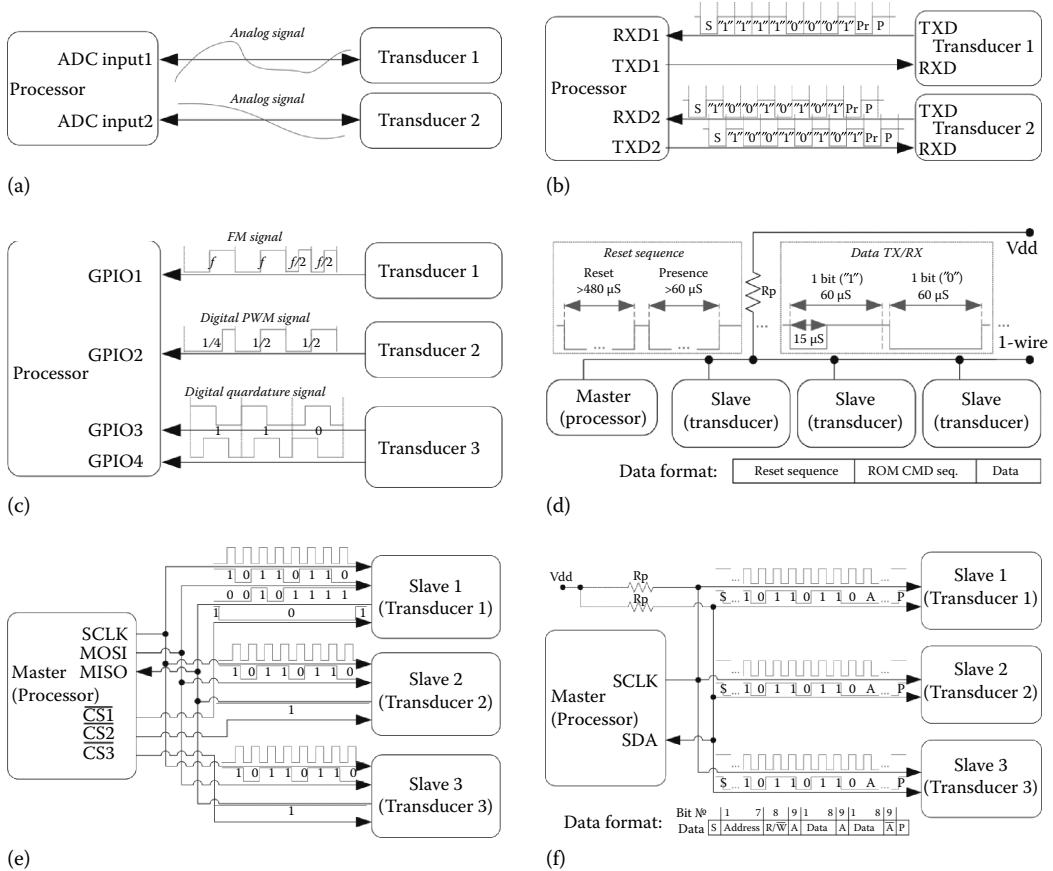 Analog signal
ADC input1
Transducer 1
Processor
Analog signal
ADC input2
Transducer 2
(a)
S "1" "1" "1" "1" "0" "0" "0" "1" Pr P
RXD1
TXD
Transducer 1
TXD1
RXD
Processor
"1" "0" "0" "1" "0" "1" "0" "1" Pr P
RXD2
TXD
Transducer 2
S "1" "0" "0" "1" "0" "1" "0" "1" Pr P
TXD2
RXD
(b)
FM signal
f f f/2 f/2
GPIO1
Transducer 1
Digital PWM signal
1/4 1/2 1/2
GPIO2
Transducer 2
Processor
Digital quardature signal
GPIO3
1 1 0
Transducer 3
GPIO4
(c)
Vdd
Reset sequence
Data TX/RX
Reset
>480 µS
Presence
>60 µS
Rp
1 bit ("1")
60 µS
1 bit ("0")
60 µS
... ... ... ...
15 µS
1-wire
Master
(processor)
Slave
(transducer)
Slave
(transducer)
Slave
(transducer)
Data format:
Reset sequence
ROM CMD seq.
Data
(d)
1 0 1 1 0 1 1 0
0 0 1 0 1 1 1 1
1 0 1
Slave 1
(Transducer 1)
SCLK
MOSI
MISO
Master
(Processor)
CS1
CS2
CS3
1 0 1 1 0 1 1 0
1
Slave 2
(Transducer 2)
1 0 1 1 0 1 1 0
1
Slave 3
(Transducer 3)
(e)
Vdd
Rp
Rp
... ...
S ... 1 0 1 1 0 1 1 0 A ... P
Slave 1
(Transducer 1)
Master
(Processor)
SCLK
SDA
... ...
S ... 1 0 1 1 0 1 1 0 A ... P
Slave 2
(Transducer 2)
... ...
S ... 1 0 1 1 0 1 1 0 A ... P
Slave 3
(Transducer 3)
Bit № 1 7 8 9 1 8 9 1 8 9
Data format:
Data S Address R/W̅ A Data A Data A̅ P
(f)